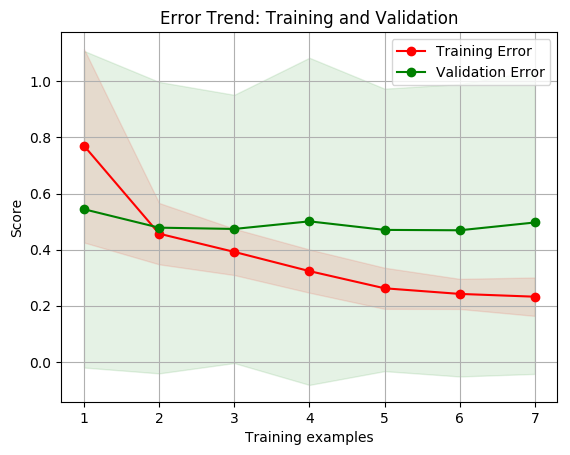 Error Trend: Training and Validation
Training Error
Validation Error
1.0
0.8
0.6
0.4
0.2
0.0
Score
1 2 3 4 5 6 7
Training examples